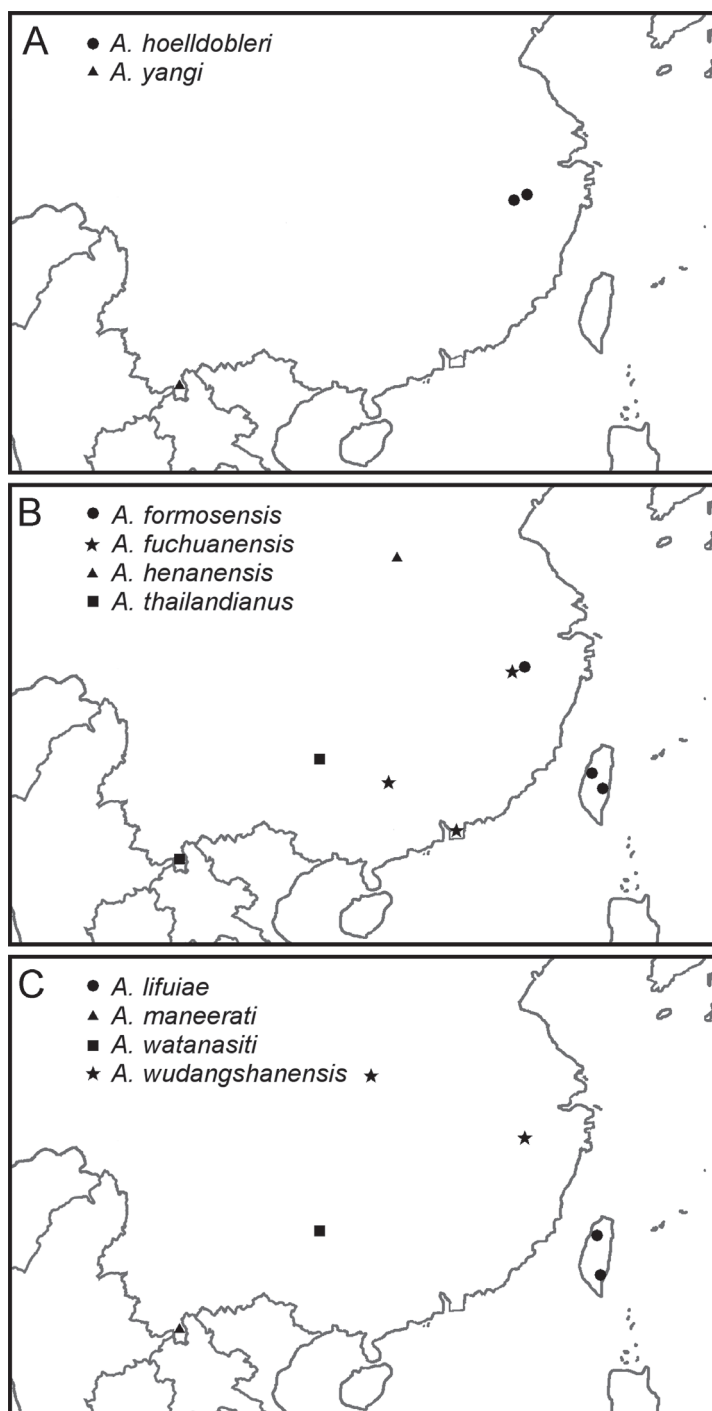 A
A. hoelldobleri
A. yangi
B
A. formosensis
A. fuchuanensis
A. henanensis
A. thailandianus
C
A. lifuiae
A. maneerati
A. watanasiti
A. wudangshanensis